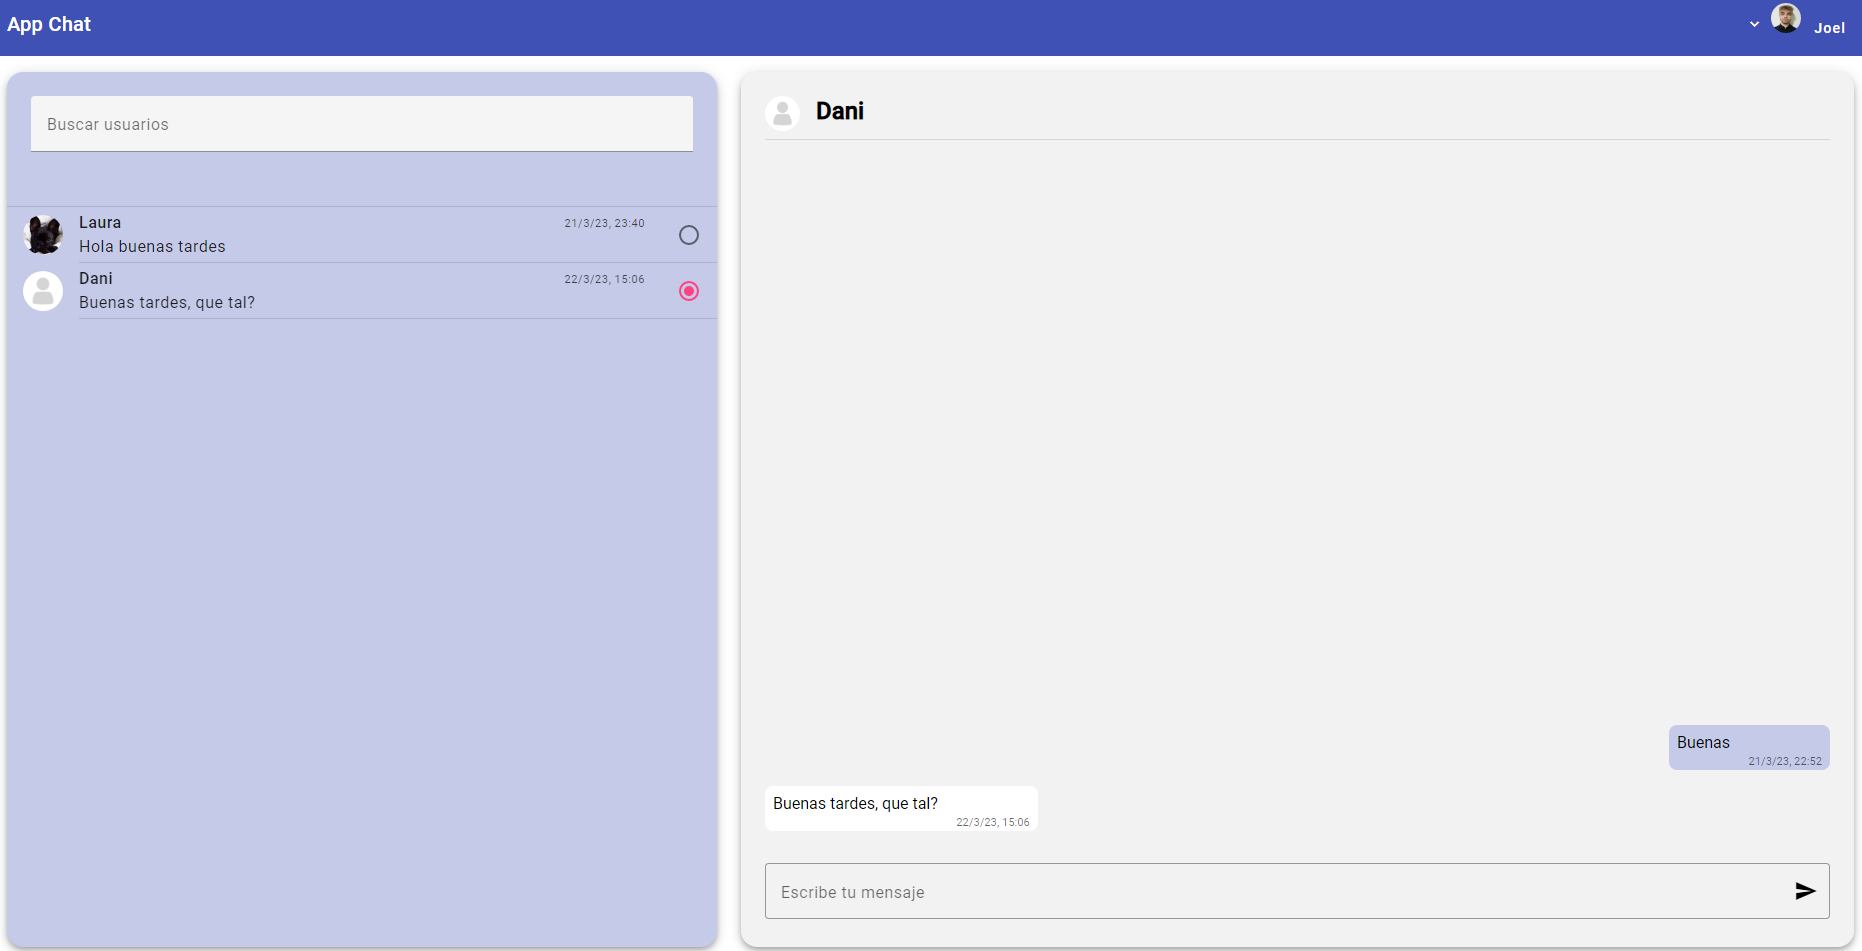 App Chat
Joel
Buscar usuarios
Laura
21/3/23, 23:40
Hola buenas tardes
Dani
22/3/23, 15:06
Buenas tardes, que tal?
Dani
Buenas
21/3/23, 22:52
Buenas tardes, que tal?
22/3/23, 15:06
Escribe tu mensaje